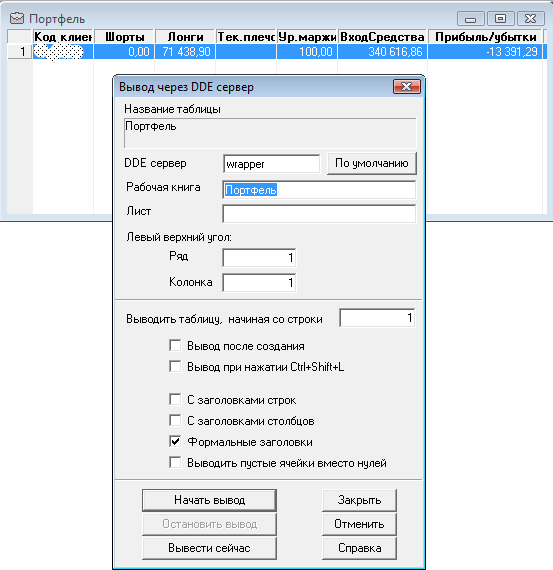 Портфель
Код клиен Шорты Лонги Тек.плечо Ур.маржи ВходСредства Прибыль/убытки
1 0,00 71 438,90 100,00 340 616,86 -13 391,29
Вывод через DDE сервер
Название таблицы
Портфель
DDE сервер wrapper По умолчанию
Рабочая книга Портфель
Лист
Левый верхний угол:
Ряд 1
Колонка 1
Выводить таблицу, начиная со строки 1
Вывод после создания
Вывод при нажатии Ctrl+Shift+L
С заголовками строк
С заголовками столбцов
Формальные заголовки
Выводить пустые ячейки вместо нулей
Начать вывод Закрыть
Остановить вывод Отменить
Вывести сейчас Справка